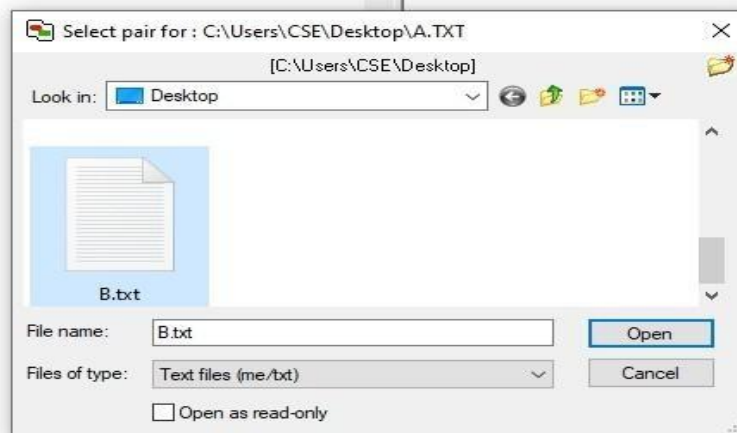 Select pair for : C:\Users\CSE\Desktop\A.TXT
[C:\Users\CSE\Desktop]
Look in: Desktop
B.txt
File name: B.txt Open
Files of type: Text files (me/txt) Cancel
Open as read-only